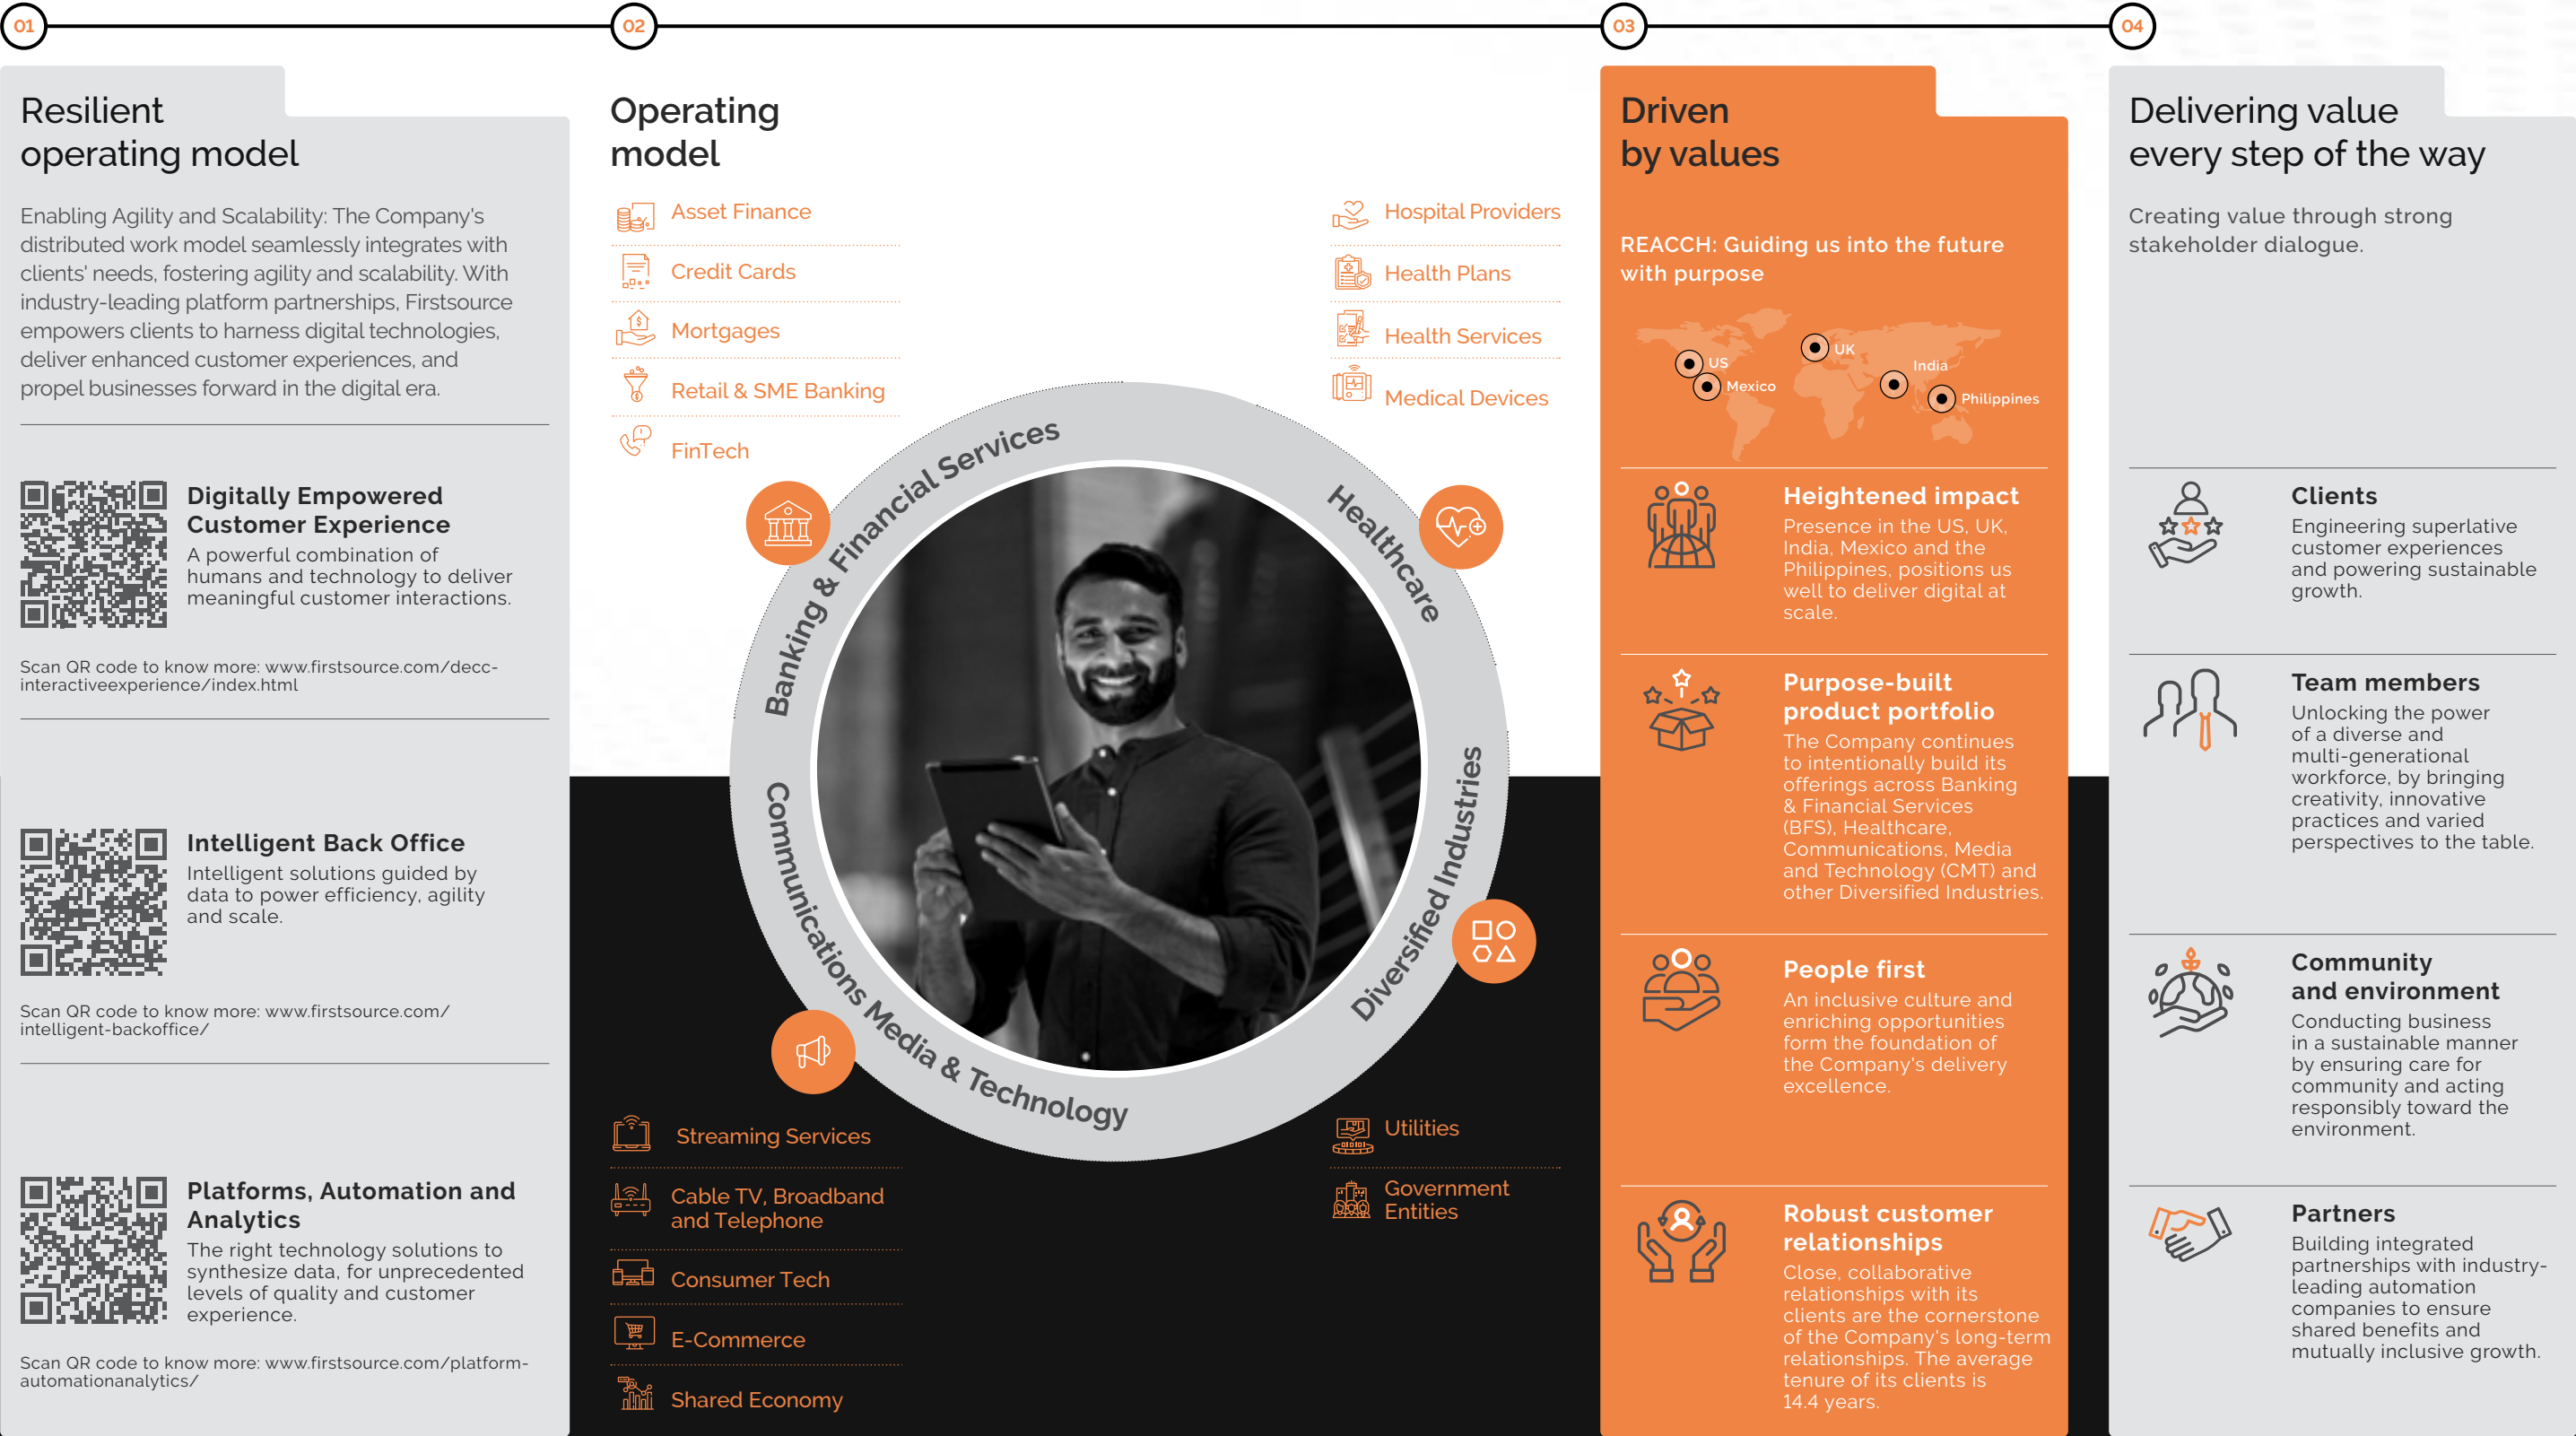 01
02
03
04
Resilient
operating model
Enabling Agility and Scalability: The Company's
distributed work model seamlessly integrates with
clients' needs, fostering agility and scalability. With
industry-leading platform partnerships, Firstsource
empowers clients to harness digital technologies,
deliver enhanced customer experiences, and
propel businesses forward in the digital era.
Digitally Empowered
Customer Experience
A powerful combination of
humans and technology to deliver
meaningful customer interactions.
Scan QR code to know more: www.firstsource.com/decc-
interactiveexperience/index.html
Intelligent Back Office
Intelligent solutions guided by
data to power efficiency, agility
and scale.
Scan QR code to know more: www.firstsource.com/
intelligent-backoffice/
Platforms, Automation and
Analytics
The right technology solutions to
synthesize data, for unprecedented
levels of quality and customer
experience.
Scan QR code to know more: www.firstsource.com/platform-
automationanalytics/
Operating
model
Asset Finance
Credit Cards
Mortgages
Retail & SME Banking
FinTech
Hospital Providers
Health Plans
Health Services
Medical Devices
Banking & Financial Services
Healthcare
Communications Media & Technology
Diversified Industries
Streaming Services
Cable TV, Broadband
and Telephone
Consumer Tech
E-Commerce
Shared Economy
Utilities
Government
Entities
Driven
by values
REACCH: Guiding us into the future
with purpose
US
Mexico
UK
India
Philippines
Heightened impact
Presence in the US, UK,
India, Mexico and the
Philippines, positions us
well to deliver digital at
scale.
Purpose-built
product portfolio
The Company continues
to intentionally build its
offerings across Banking
& Financial Services
(BFS), Healthcare,
Communications, Media
and Technology (CMT) and
other Diversified Industries.
People first
An inclusive culture and
enriching opportunities
form the foundation of
the Company's delivery
excellence.
Robust customer
relationships
Close, collaborative
relationships with its
clients are the cornerstone
of the Company's long-term
relationships. The average
tenure of its clients is
14.4 years.
Delivering value
every step of the way
Creating value through strong
stakeholder dialogue.
Clients
Engineering superlative
customer experiences
and powering sustainable
growth.
Team members
Unlocking the power
of a diverse and
multi-generational
workforce, by bringing
creativity, innovative
practices and varied
perspectives to the table.
Community
and environment
Conducting business
in a sustainable manner
by ensuring care for
community and acting
responsibly toward the
environment.
Partners
Building integrated
partnerships with industry-
leading automation
companies to ensure
shared benefits and
mutually inclusive growth.